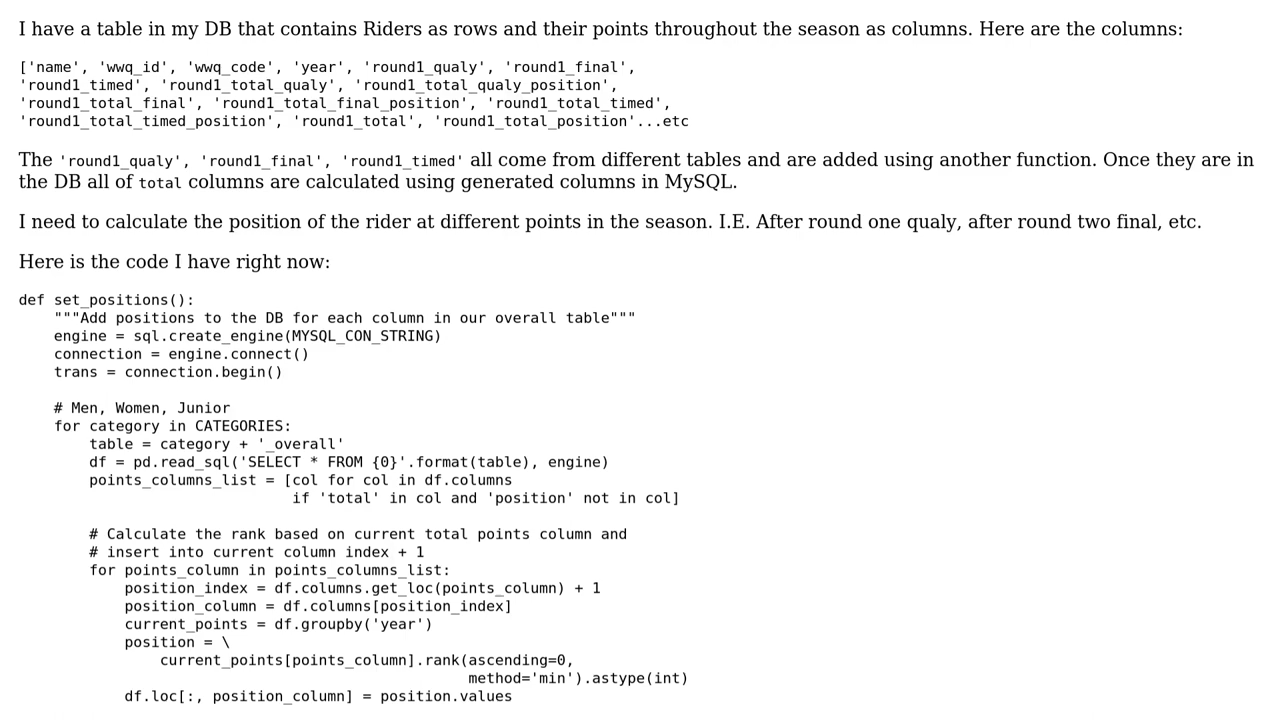 I have a table in my DB that contains Riders as rows and their points throughout the season as columns. Here are the columns:
['name', 'wwq_id', 'wwq_code', 'year', 'round1_qualy', 'round1_final',
'round1_timed', 'round1_total_qualy', 'round1_total_qualy_position',
'round1_total_final', 'round1_total_final_position', 'round1_total_timed',
'round1_total_timed_position', 'round1_total', 'round1_total_position'...etc
The 'round1_qualy', 'round1_final', 'round1_timed' all come from different tables and are added using another function. Once they are in
the DB all of total columns are calculated using generated columns in MySQL.
I need to calculate the position of the rider at different points in the season. I.E. After round one qualy, after round two final, etc.
Here is the code I have right now:
def set_positions():
    """Add positions to the DB for each column in our overall table"""
    engine = sql.create_engine(MYSQL_CON_STRING)
    connection = engine.connect()
    trans = connection.begin()
    # Men, Women, Junior
    for category in CATEGORIES:
        table = category + '_overall'
        df = pd.read_sql('SELECT * FROM {0}'.format(table), engine)
        points_columns_list = [col for col in df.columns
                               if 'total' in col and 'position' not in col]
        # Calculate the rank based on current total points column and
        # insert into current column index + 1
        for points_column in points_columns_list:
            position_index = df.columns.get_loc(points_column) + 1
            position_column = df.columns[position_index]
            current_points = df.groupby('year')
            position = \
                current_points[points_column].rank(ascending=0,
                                                   method='min').astype(int)
            df.loc[:, position_column] = position.values